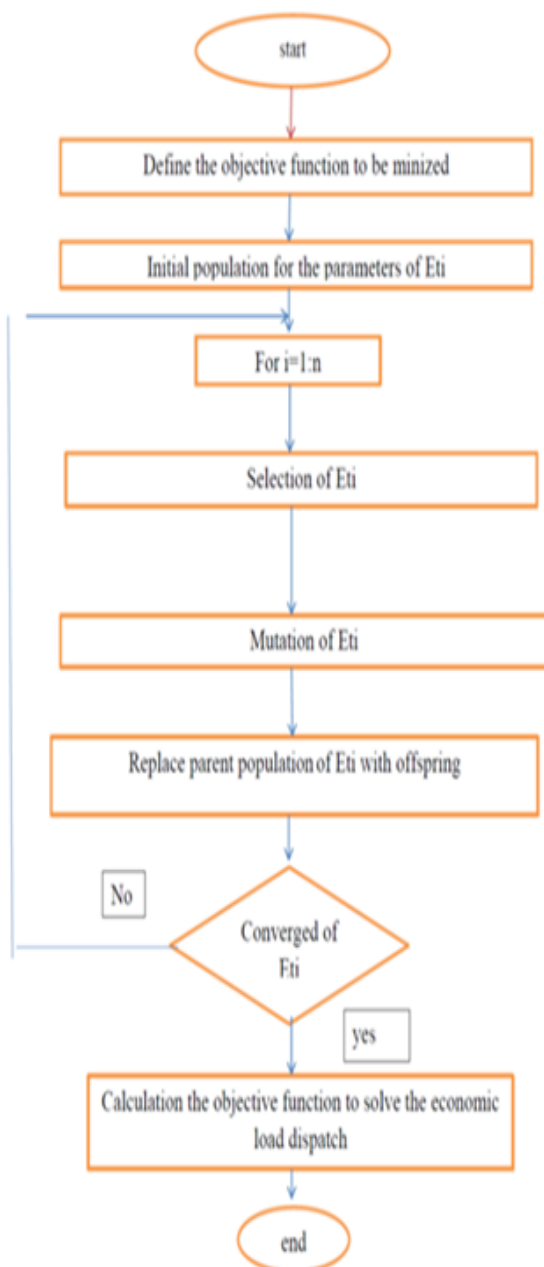 start
Define the objective function to be minized
Initial population for the parameters of Eti
For i=1:n
Selection of Eti
Mutation of Eti
Replace parent population of Eti with offspring
No
Converged of
Eti
yes
Calculation the objective function to solve the economic
load dispatch
end